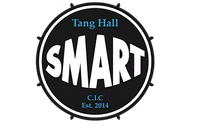 Tang Hall
SMART
C.I.C
Est. 2014